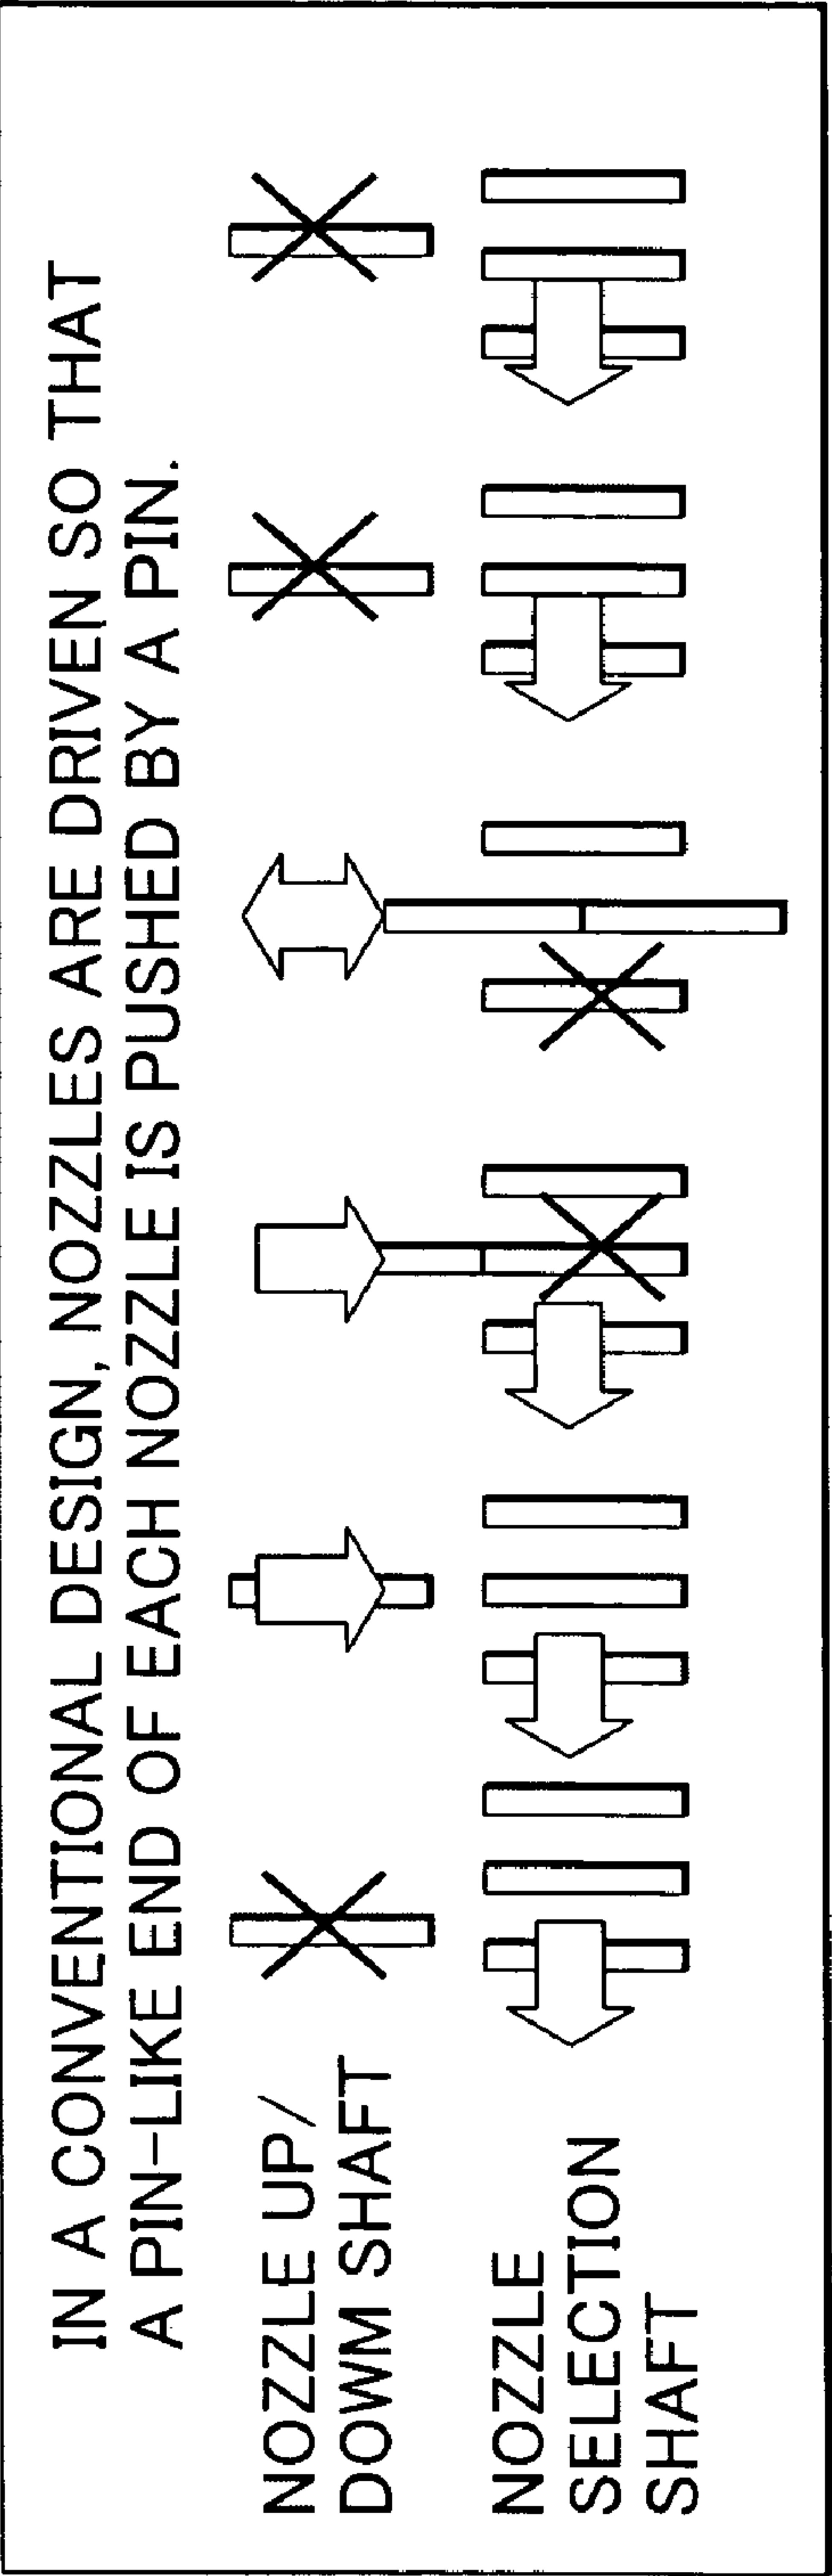 IN A CONVENTIONAL DESIGN, NOZZLES ARE DRIVEN SO THAT
A PIN-LIKE END OF EACH NOZZLE IS PUSHED BY A PIN.
NOZZLE UP/
DOWM SHAFT
NOZZLE
SELECTION
SHAFT